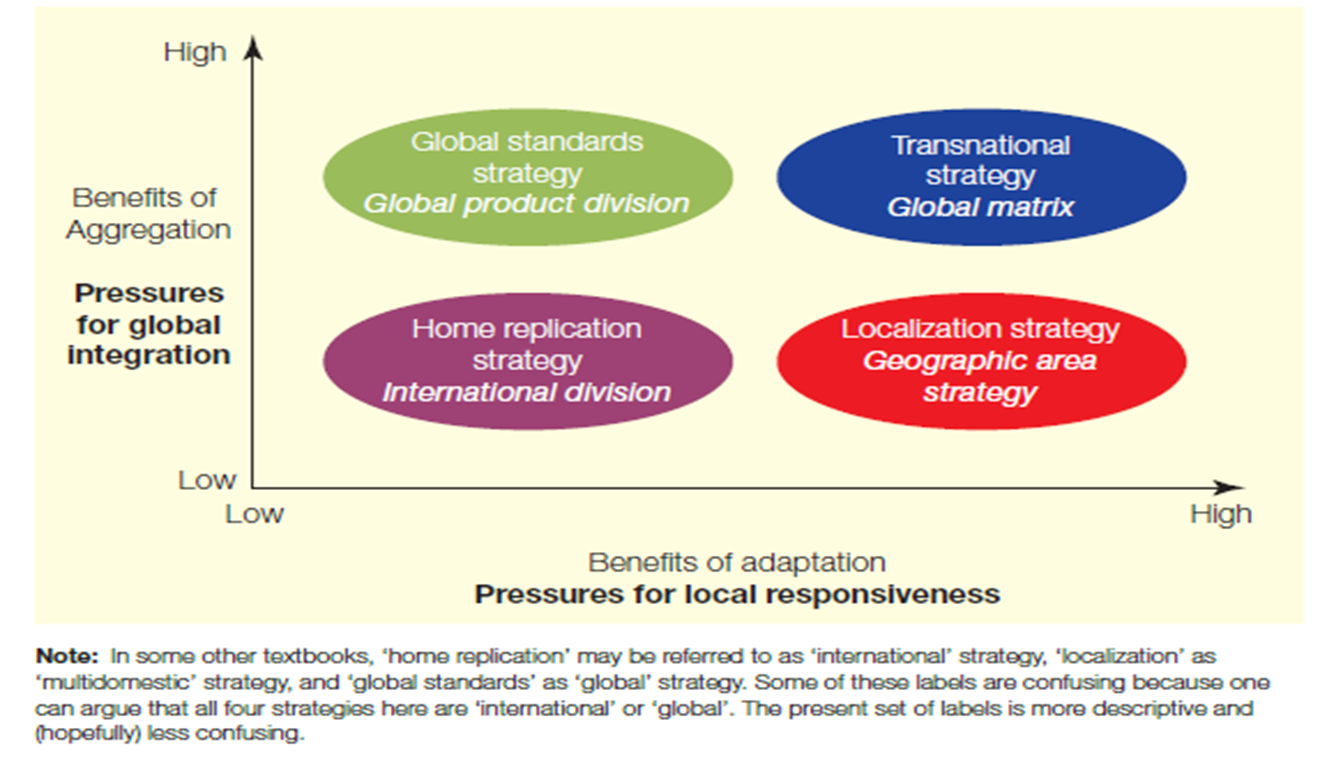 High
Global standards
strategy
Global product division
Transnational
strategy
Global matrix
Benefits of
Aggregation
Pressures
for global
integration
Home replication
strategy
International division
Localization strategy
Geographic area
strategy
Low
Low
High
Benefits of adaptation
Pressures for local responsiveness
Note: In some other textbooks, ‘home replication’ may be referred to as ‘international’ strategy, ‘localization’ as
‘multidomestic’ strategy, and ‘global standards’ as ‘global’ strategy. Some of these labels are confusing because one
can argue that all four strategies here are ‘international’ or ‘global’. The present set of labels is more descriptive and
(hopefully) less confusing.